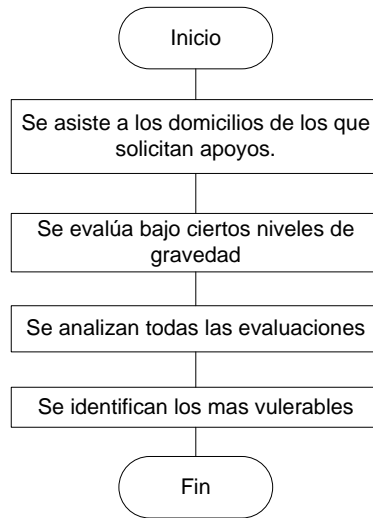 Inicio
Se asiste a los domicilios de los que
solicitan apoyos.
Se evalúa bajo ciertos niveles de
gravedad
Se analizan todas las evaluaciones
Se identifican los mas vulerables
Fin